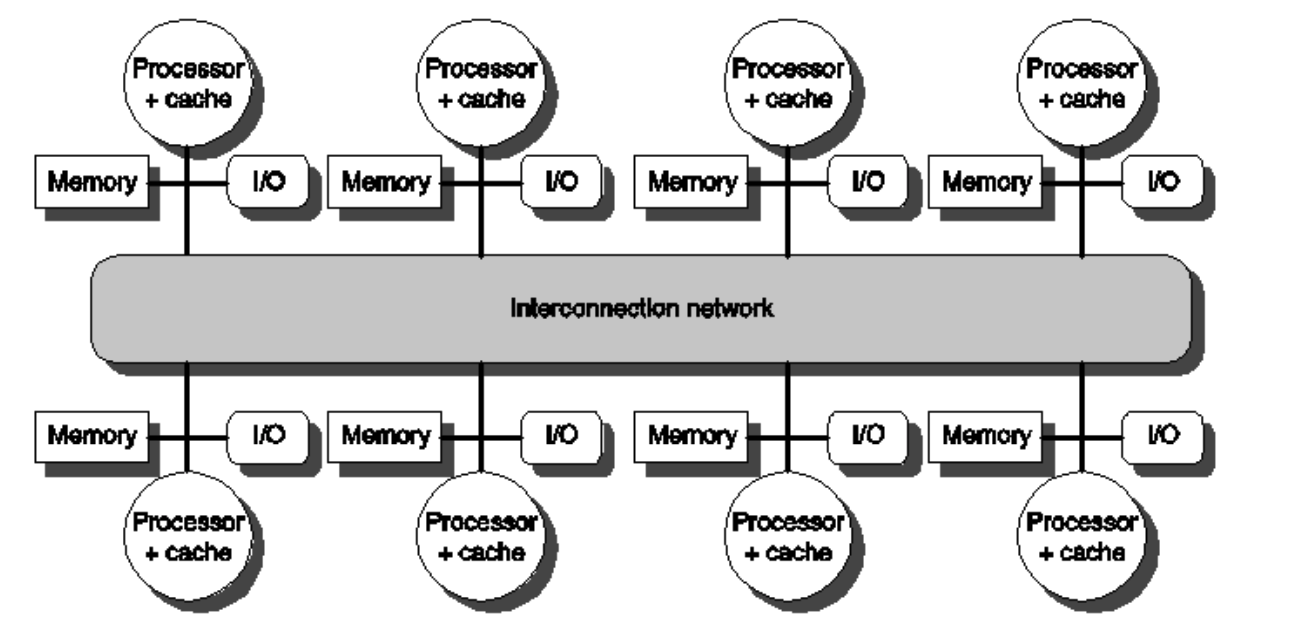 Processor
+ cache
Processor
+ cache
Processor
+ cache
Processor
+ cache
Memory
I/O
Memory
I/O
Memory
I/O
Memory
I/O
Interconnection network
Memory
I/O
Memory
I/O
Memory
I/O
Memory
I/O
Processor
+ cache
Processor
+ cache
Processor
+ cache
Processor
+ cache